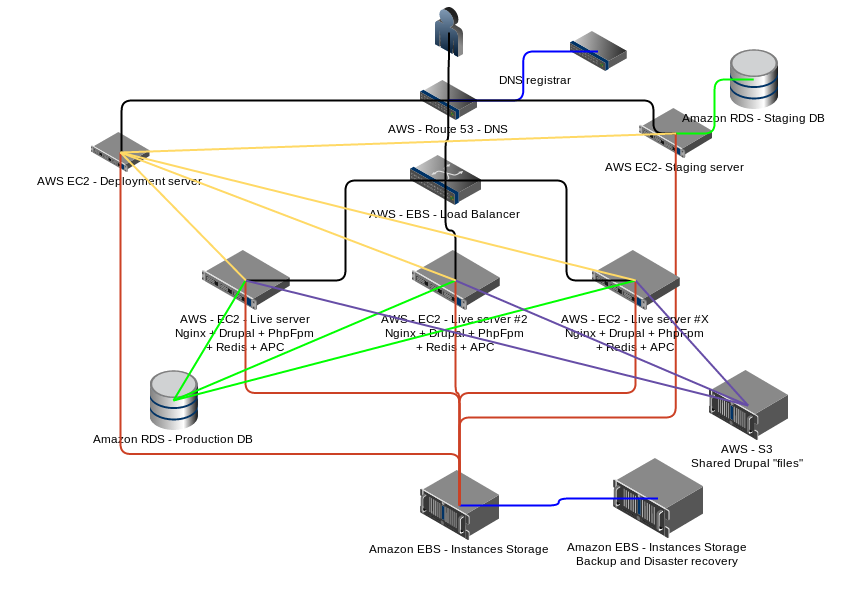 DNS registrar
Amazon RDS - Staging DB
AWS - Route 53 - DNS
AWS EC2- Staging server
AWS EC2 - Deployment server
AWS - EBS - Load Balancer
AWS - EC2 - Live server
Nginx + Drupal + PhpFpm
+ Redis + APC
AWS - EC2 - Live server #2
Nginx + Drupal + PhpFpm
+ Redis + APC
AWS - EC2 - Live server #X
Nginx + Drupal + PhpFpm
+ Redis + APC
Amazon RDS - Production DB
AWS - S3
Shared Drupal "files"
Amazon EBS - Instances Storage
Amazon EBS - Instances Storage
Backup and Disaster recovery